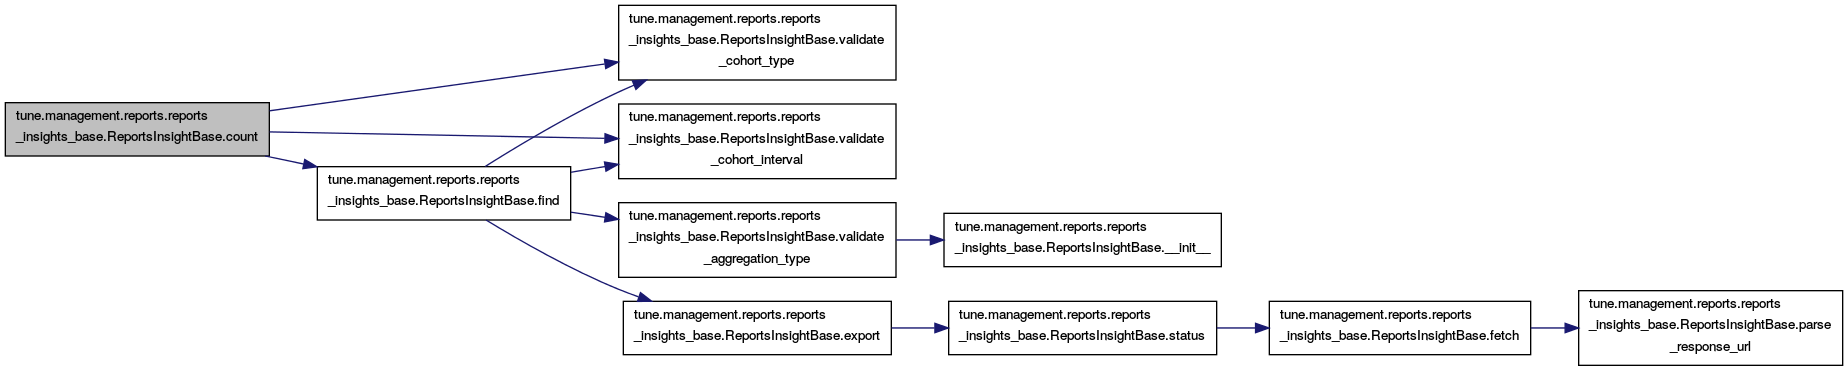 tune.management.reports.reports
_insights_base.ReportsInsightBase.count
tune.management.reports.reports
_insights_base.ReportsInsightBase.find
tune.management.reports.reports
_insights_base.ReportsInsightBase.validate
_cohort_type
tune.management.reports.reports
_insights_base.ReportsInsightBase.validate
_cohort_interval
tune.management.reports.reports
_insights_base.ReportsInsightBase.validate
_aggregation_type
tune.management.reports.reports
_insights_base.ReportsInsightBase.export
tune.management.reports.reports
_insights_base.ReportsInsightBase.__init__
tune.management.reports.reports
_insights_base.ReportsInsightBase.status
tune.management.reports.reports
_insights_base.ReportsInsightBase.fetch
tune.management.reports.reports
_insights_base.ReportsInsightBase.parse
_response_url